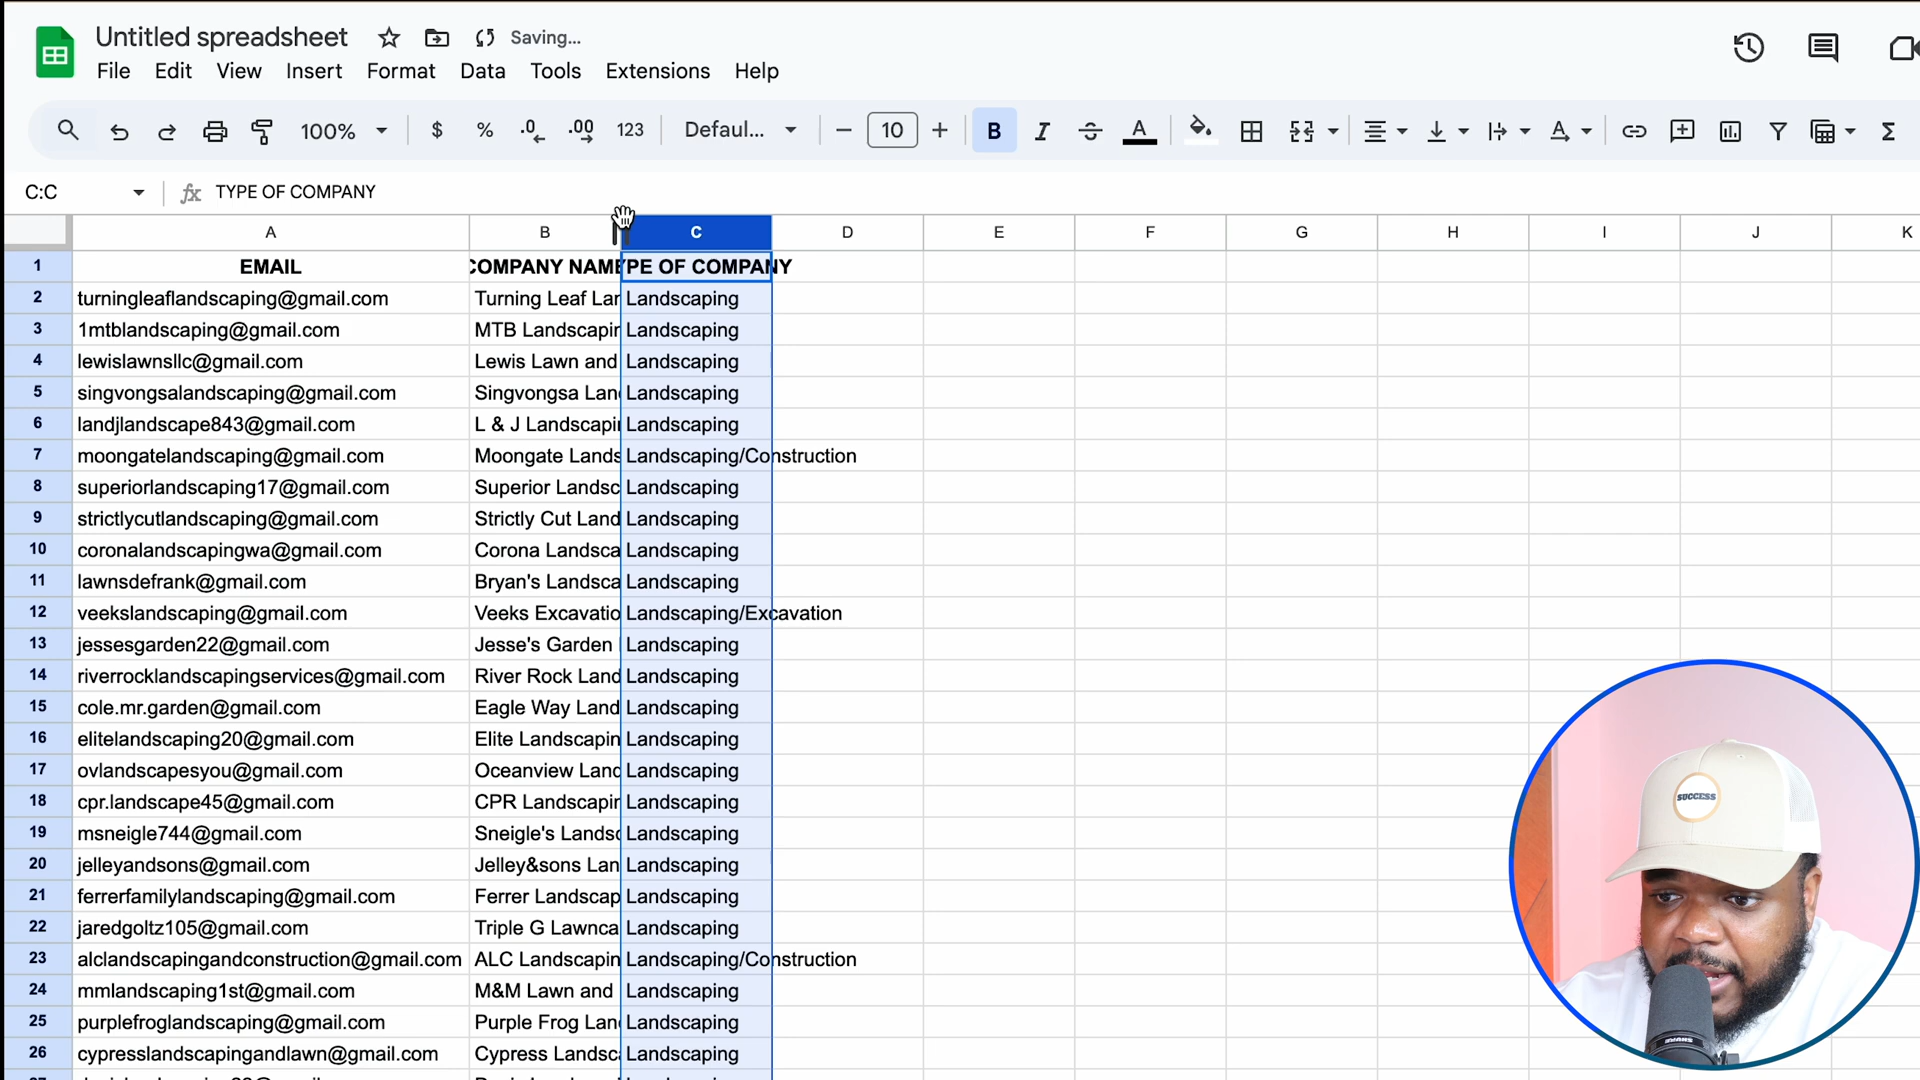 Untitled spreadsheet Saving...
File Edit View Insert Format Data Tools Extensions Help
100% $ % .0 .00 123 Defaul... 10 B I A A Σ
C:C fx TYPE OF COMPANY
A B C D E F G H I J K
1 EMAIL COMPANY NAME YPE OF COMPANY
2 turningleaflandscaping@gmail.com Turning Leaf Lar Landscaping
3 1mtblandscaping@gmail.com MTB Landscapir Landscaping
4 lewislawnsllc@gmail.com Lewis Lawn and Landscaping
5 singvongsalandscaping@gmail.com Singvongsa Lan Landscaping
6 landjlandscape843@gmail.com L & J Landscapi Landscaping
7 moongatelandscaping@gmail.com Moongate Lands Landscaping/Construction
8 superiorlandscaping17@gmail.com Superior Landsc Landscaping
9 strictlycutlandscaping@gmail.com Strictly Cut Land Landscaping
10 coronalandscapingwa@gmail.com Corona Landsca Landscaping
11 lawnsdefrank@gmail.com Bryan's Landsca Landscaping
12 veekslandscaping@gmail.com Veeks Excavatio Landscaping/Excavation
13 jessesgarden22@gmail.com Jesse's Garden Landscaping
14 riverrocklandscapingservices@gmail.com River Rock Land Landscaping
15 cole.mr.garden@gmail.com Eagle Way Land Landscaping
16 elitelandscaping20@gmail.com Elite Landscapin Landscaping
17 ovlandscapesyou@gmail.com Oceanview Land Landscaping
18 cpr.landscape45@gmail.com CPR Landscapir Landscaping
19 msneigle744@gmail.com Sneigle's Landsc Landscaping
20 jelleyandsons@gmail.com Jelley&sons Lan Landscaping
21 ferrerfamilylandscaping@gmail.com Ferrer Landscap Landscaping
22 jaredgoltz105@gmail.com Triple G Lawnca Landscaping
23 alclandscapingandconstruction@gmail.com ALC Landscapin Landscaping/Construction
24 mmlandscaping1st@gmail.com M&M Lawn and Landscaping
25 purplefroglandscaping@gmail.com Purple Frog Lan Landscaping
26 cypresslandscapingandlawn@gmail.com Cypress Landsc Landscaping
SUCCESS
SHURE